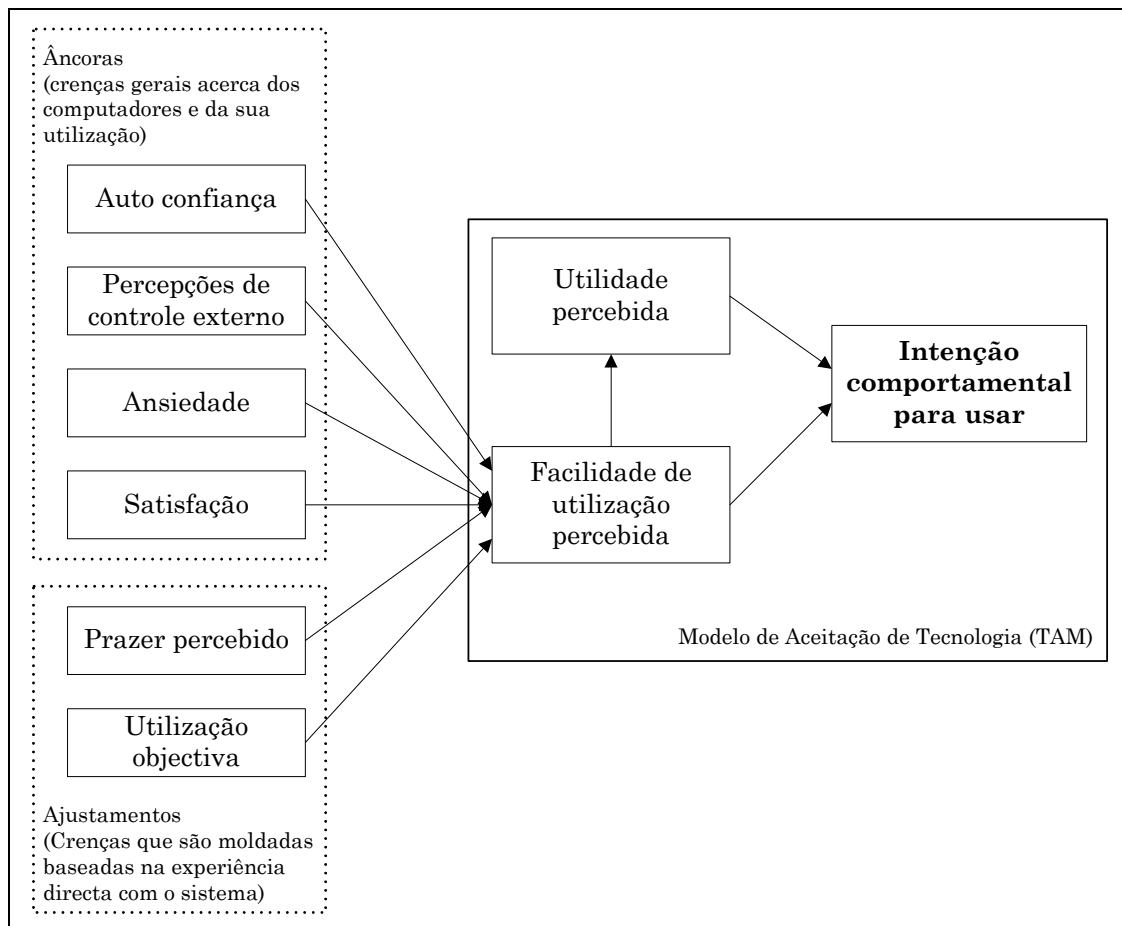 Âncoras
(crenças gerais acerca dos
computadores e da sua
utilização)
Auto confiança
Percepções de
controle externo
Ansiedade
Satisfação
Prazer percebido
Utilização
objectiva
Ajustamentos
(Crenças que são moldadas
baseadas na experiência
directa com o sistema)
Utilidade
percebida
Facilidade de
utilização
percebida
Intenção
comportamental
para usar
Modelo de Aceitação de Tecnologia (TAM)